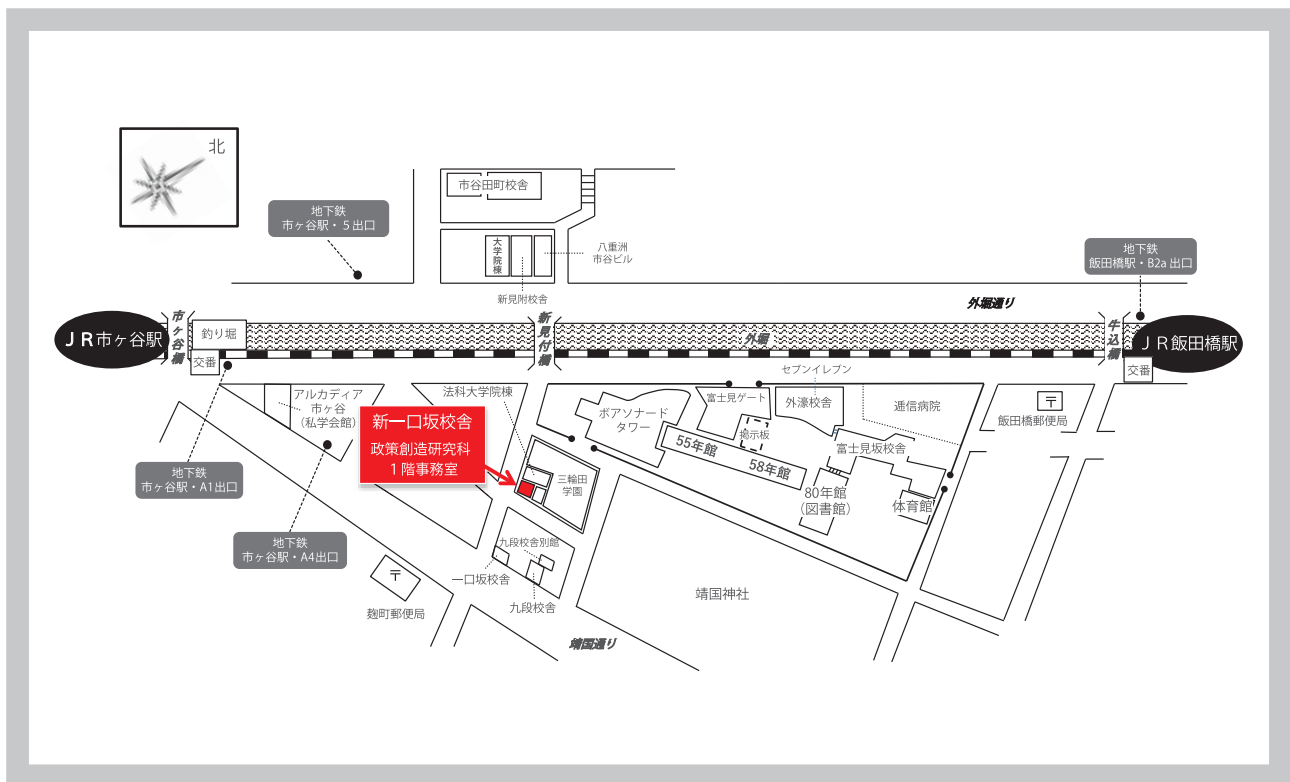 北
市谷田町校舎
地下鉄
市ヶ谷駅・５出口
大学院棟
八重洲
市谷ビル
新見附校舎
地下鉄
飯田橋駅・B2a 出口
外堀通り
ＪＲ市ヶ谷駅
市ヶ谷橋
釣り堀
交番
新見付橋
外堀
牛込橋
ＪＲ飯田橋駅
交番
セブンイレブン
アルカディア
市ヶ谷
（私学会館）
法科大学院棟
新一口坂校舎
政策創造研究科
１階事務室
ボアソナード
タワー
富士見ゲート
外濠校舎
逓信病院
〒
飯田橋郵便局
掲示板
55年館
58年館
富士見坂校舎
80年館
（図書館）
体育館
三輪田
学園
地下鉄
市ヶ谷駅・A1出口
地下鉄
市ヶ谷駅・A4出口
九段校舎別館
一口坂校舎
九段校舎
〒
麹町郵便局
靖国神社
靖国通り